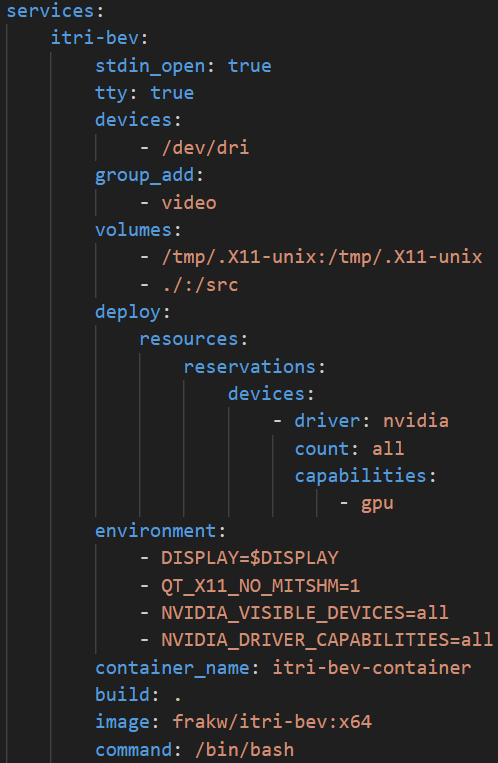 services:
    itri-bev:
        stdin_open: true
        tty: true
        devices:
            - /dev/dri
        group_add:
            - video
        volumes:
            - /tmp/.X11-unix:/tmp/.X11-unix
            - ./:/src
        deploy:
            resources:
                reservations:
                    devices:
                        - driver: nvidia
                          count: all
                          capabilities:
                              - gpu
        environment:
            - DISPLAY=$DISPLAY
            - QT_X11_NO_MITSHM=1
            - NVIDIA_VISIBLE_DEVICES=all
            - NVIDIA_DRIVER_CAPABILITIES=all
        container_name: itri-bev-container
        build: .
        image: frakw/itri-bev:x64
        command: /bin/bash